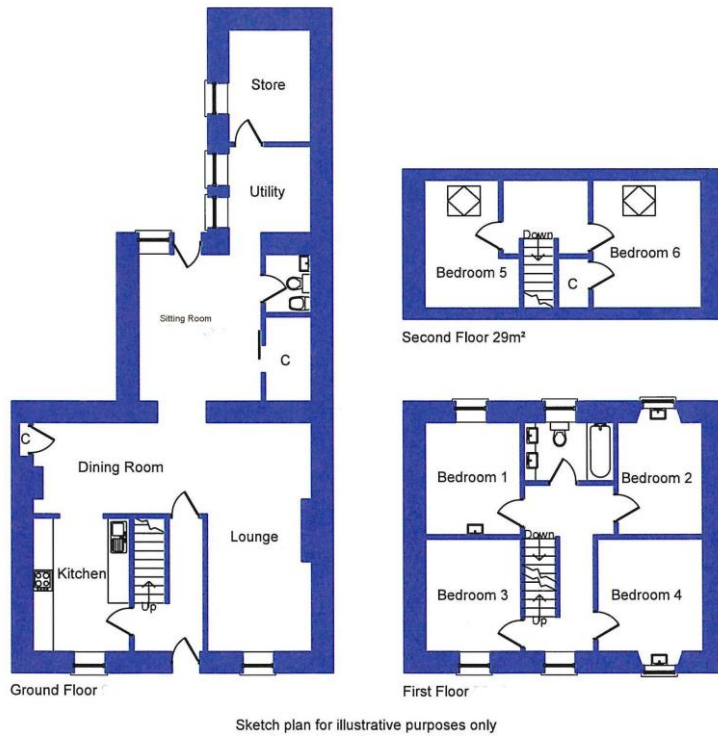 Store
Utility
Sitting Room
C
C
Dining Room
Lounge
Kitchen
Up
Ground Floor
Down
Bedroom 5
Bedroom 6
C
Second Floor 29m²
Bedroom 1
Bedroom 2
Down
Bedroom 3
Bedroom 4
Up
First Floor
Sketch plan for illustrative purposes only